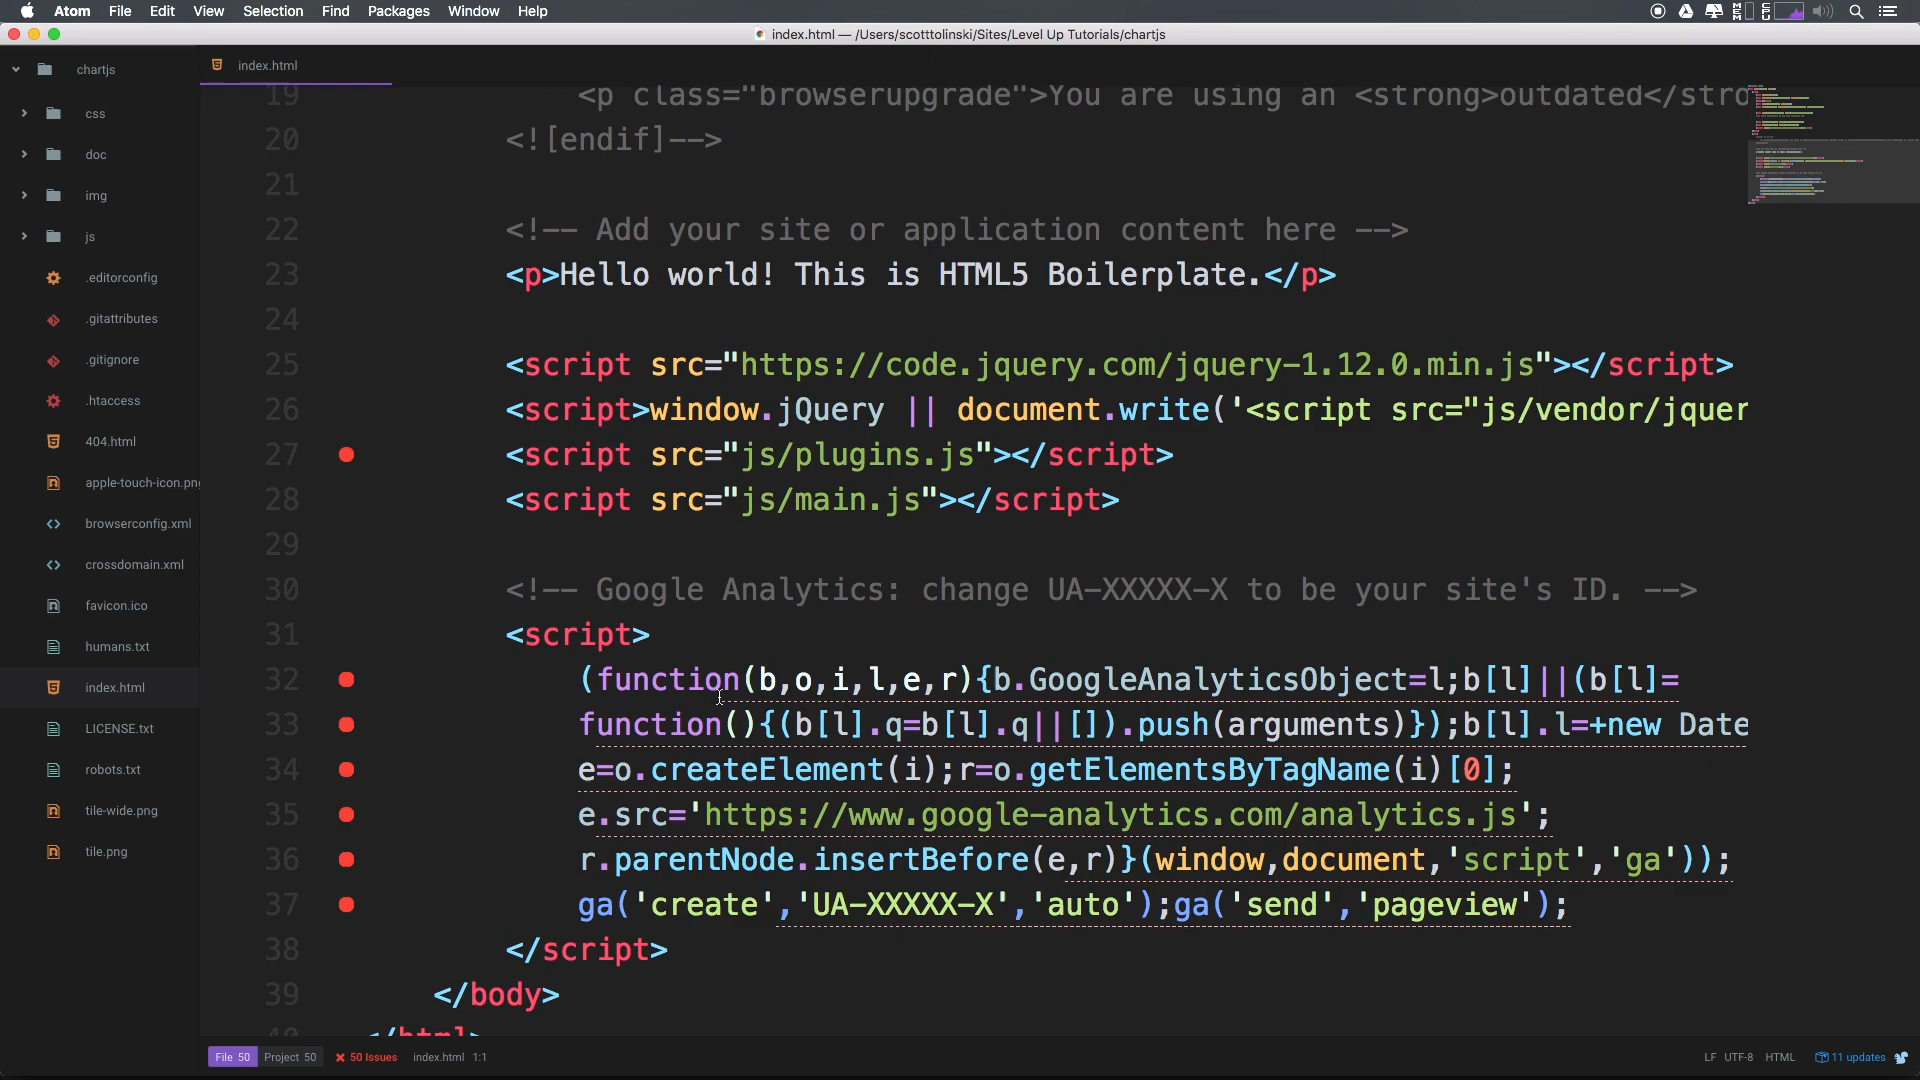 Atom File Edit View Selection Find Packages Window Help
index.html — /Users/scotttolinski/Sites/Level Up Tutorials/chartjs
chartjs
css
doc
img
js
.editorconfig
.gitattributes
.gitignore
.htaccess
404.html
apple-touch-icon.png
browserconfig.xml
crossdomain.xml
favicon.ico
humans.txt
index.html
LICENSE.txt
robots.txt
tile-wide.png
tile.png
index.html
19 <p class="browserupgrade">You are using an <strong>outdated</stro
20 <![endif]-->
21
22 <!-- Add your site or application content here -->
23 <p>Hello world! This is HTML5 Boilerplate.</p>
24
25 <script src="https://code.jquery.com/jquery-1.12.0.min.js"></script>
26 <script>window.jQuery || document.write('<script src="js/vendor/jquer
27 <script src="js/plugins.js"></script>
28 <script src="js/main.js"></script>
29
30 <!-- Google Analytics: change UA-XXXXX-X to be your site's ID. -->
31 <script>
32 (function(b,o,i,l,e,r){b.GoogleAnalyticsObject=l;b[l]||(b[l]=
33 function(){(b[l].q=b[l].q||[]).push(arguments)});b[l].l=+new Date
34 e=o.createElement(i);r=o.getElementsByTagName(i)[0];
35 e.src='https://www.google-analytics.com/analytics.js';
36 r.parentNode.insertBefore(e,r)}(window,document,'script','ga'));
37 ga('create','UA-XXXXX-X','auto');ga('send','pageview');
38 </script>
39 </body>
40 </html>
File 50 Project 50 50 Issues index.html 1:1 LF UTF-8 HTML 11 updates